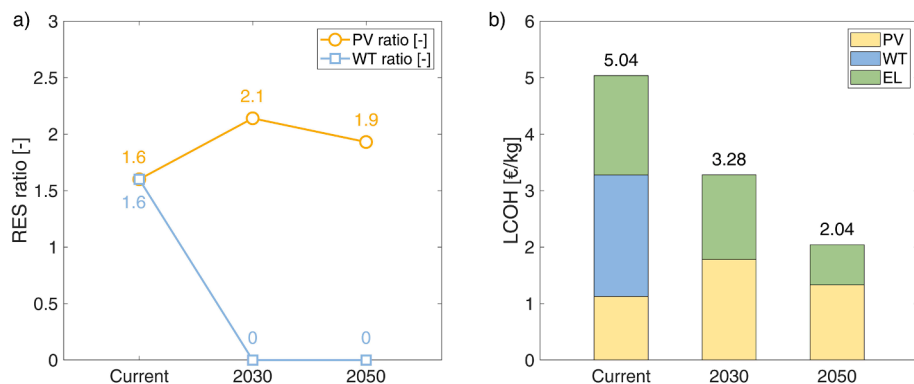 a)
3
2.5
2
1.5
1
0.5
0
RES ratio [-]
PV ratio [-]
WT ratio [-]
1.6
2.1
1.9
1.6
0
0
Current
2030
2050
b)
6
5
4
3
2
1
0
LCOH [€/kg]
PV
WT
EL
5.04
3.28
2.04
Current
2030
2050